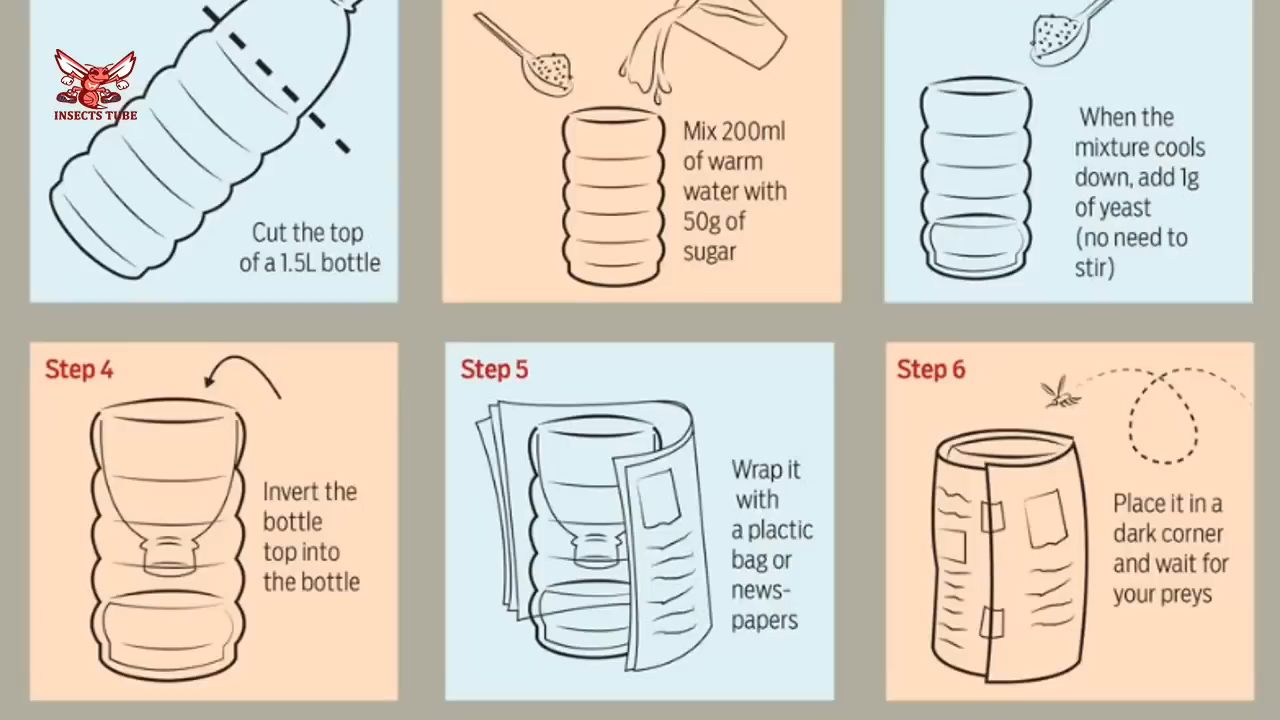 INSECTS TUBE
Cut the top
of a 1.5L bottle
Mix 200ml
of warm
water with
50g of
sugar
When the
mixture cools
down, add 1g
of yeast
(no need to
stir)
Step 4
Invert the
bottle
top into
the bottle
Step 5
Wrap it
with
a plactic
bag or
news-
papers
Step 6
Place it in a
dark corner
and wait for
your preys